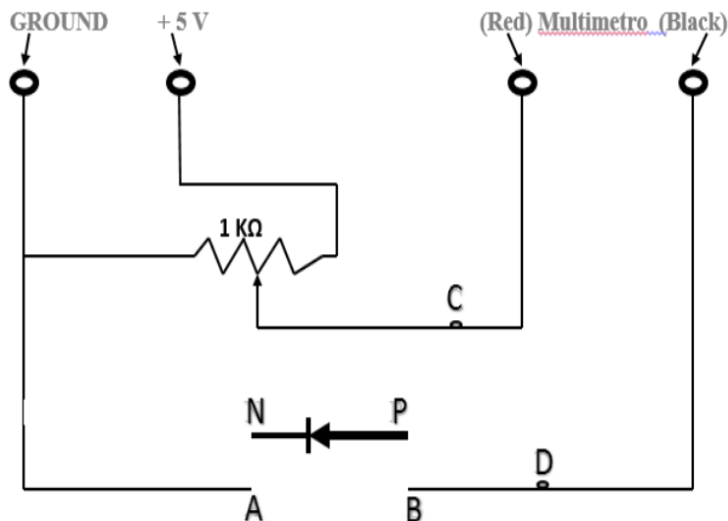 GROUND + 5 V (Red) Multimetro (Black)
1 KΩ
C
N P
D
A B